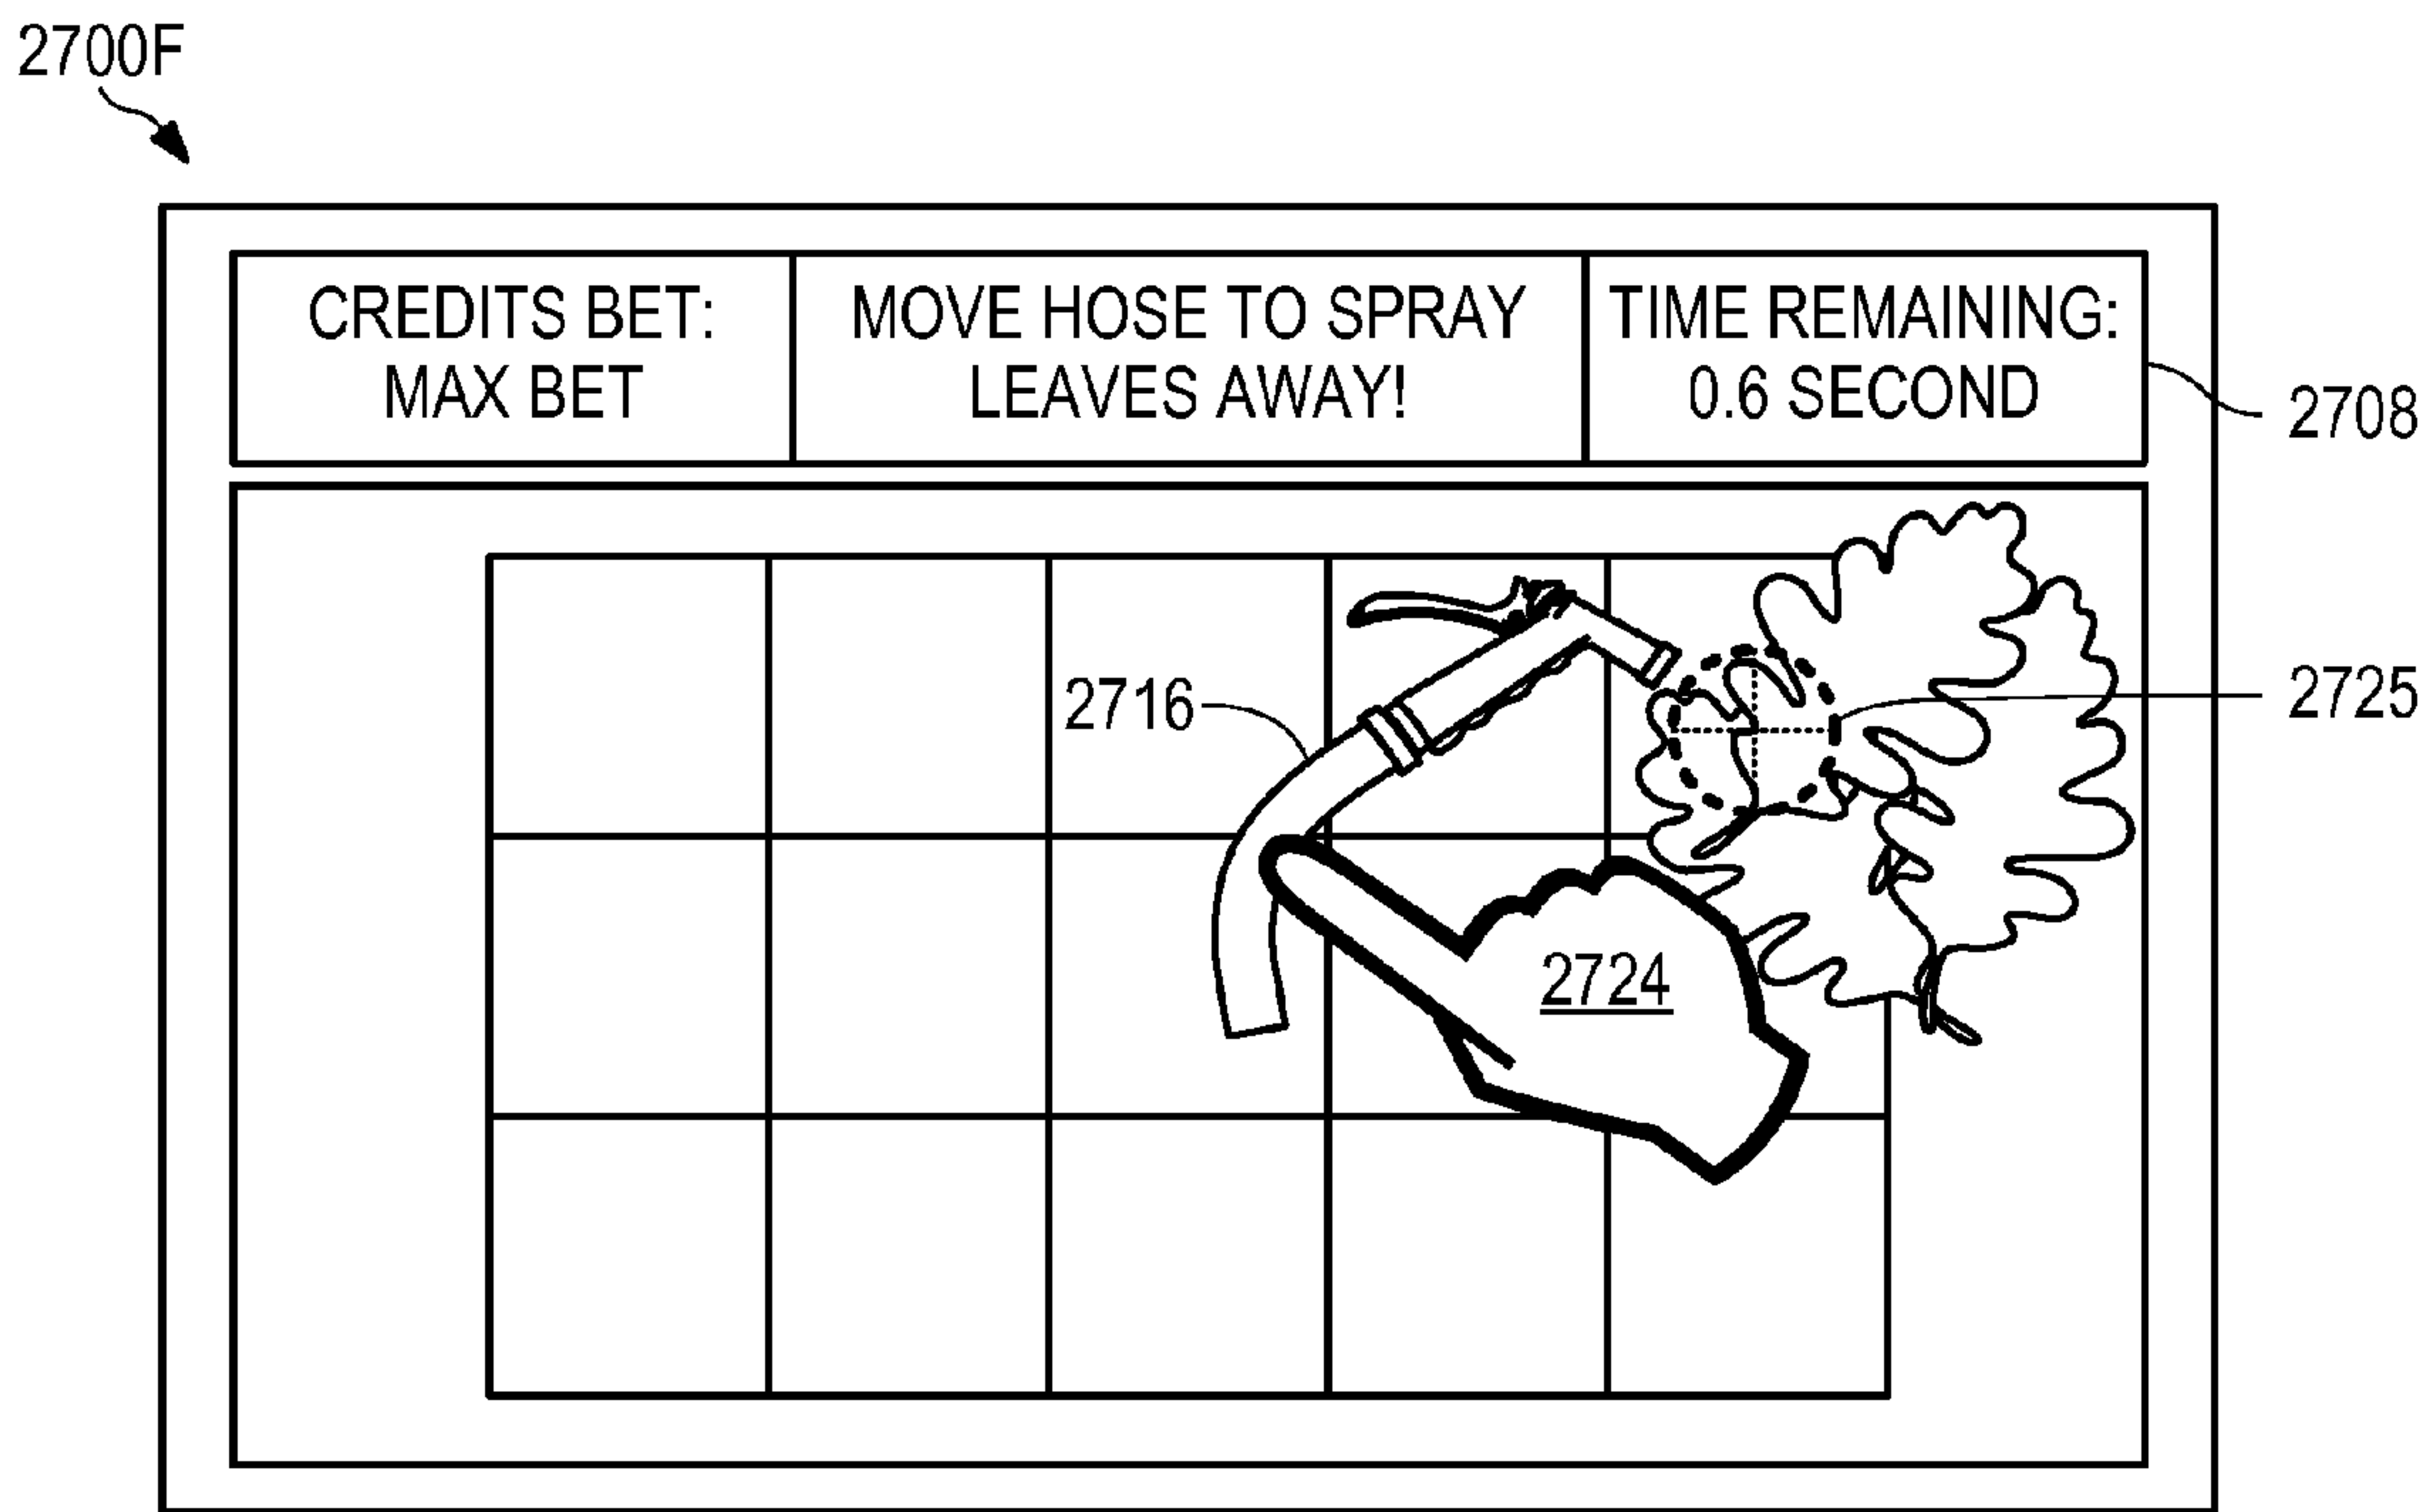 2700F
CREDITS BET:
MAX BET
MOVE HOSE TO SPRAY
LEAVES AWAY!
TIME REMAINING:
0.6 SECOND
2708
2716
2725
2724